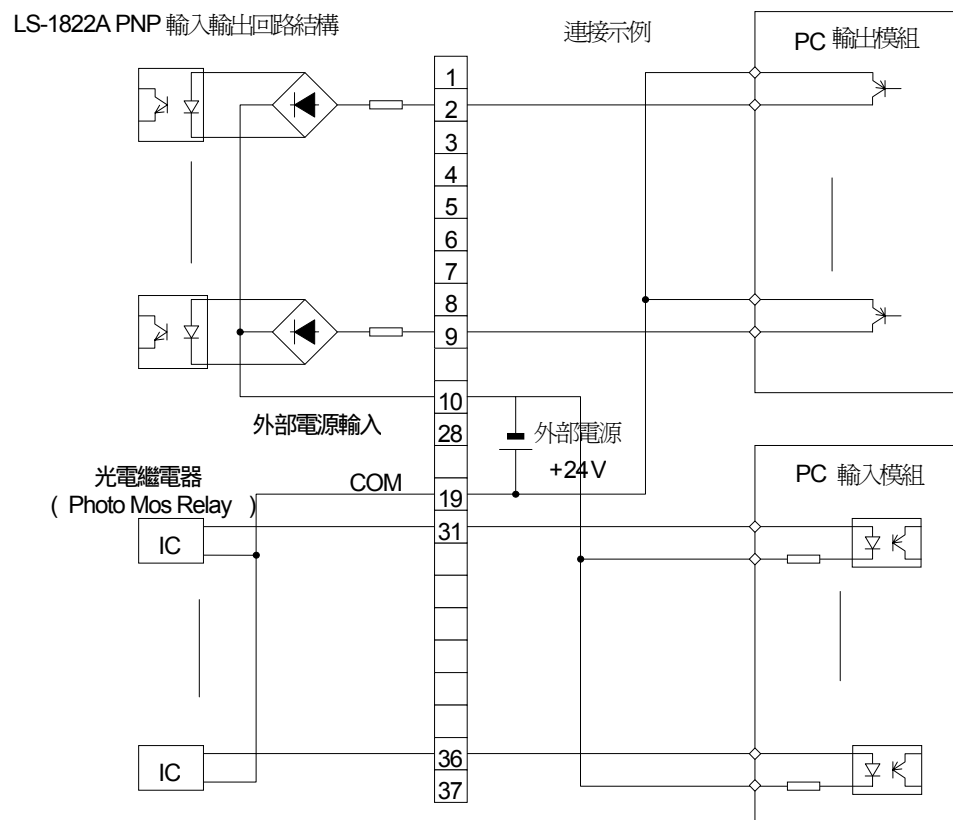 LS-1822A PNP 輸入輸出回路結構
連接示例
PC 輸出模組
1
2
3
4
5
6
7
8
9
10
28
19
31
36
37
外部電源輸入
外部電源
+24V
COM
光電繼電器
( Photo Mos Relay )
IC
IC
PC 輸入模組